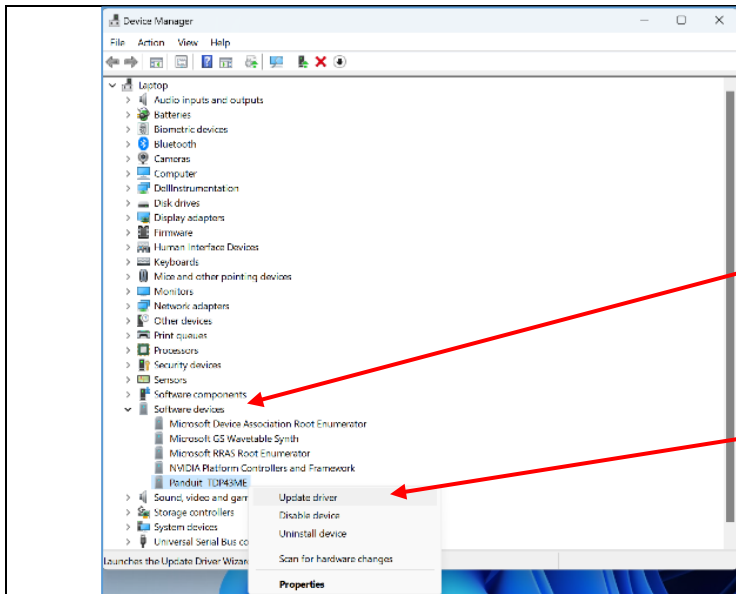 Device Manager
File Action View Help
Laptop
Audio inputs and outputs
Batteries
Biometric devices
Bluetooth
Cameras
Computer
DellInstrumentation
Disk drives
Display adapters
Firmware
Human Interface Devices
Keyboards
Mice and other pointing devices
Monitors
Network adapters
Other devices
Print queues
Processors
Security devices
Sensors
Software components
Software devices
Microsoft Device Association Root Enumerator
Microsoft GS Wavetable Synth
Microsoft RRAS Root Enumerator
NVIDIA Platform Controllers and Framework
Panduit TDP43ME
Sound, video and
Storage controllers
System devices
Universal Serial Bus
Update driver
Disable device
Uninstall device
Scan for hardware changes
Properties
Launches the Update Driver